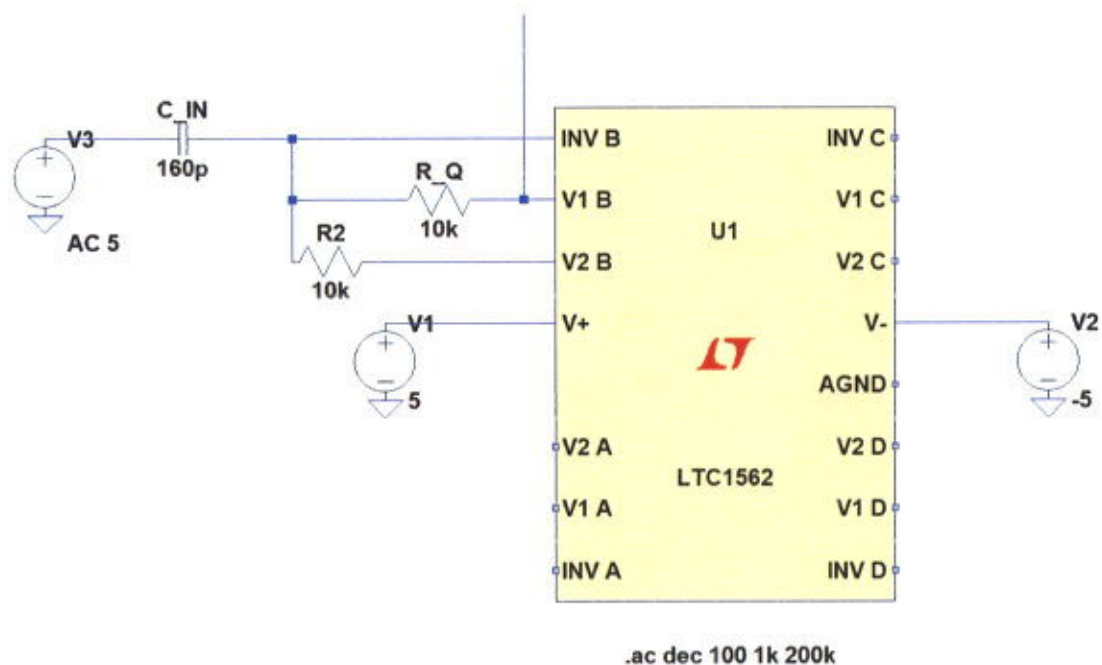 C_IN
V3
160p
AC 5
R_Q
10k
R2
10k
V1
5
INV B
V1 B
V2 B
V+
V2 A
V1 A
INV A
U1
LTC1562
INV C
V1 C
V2 C
V-
AGND
V2 D
V1 D
INV D
V2
-5
.ac dec 100 1k 200k